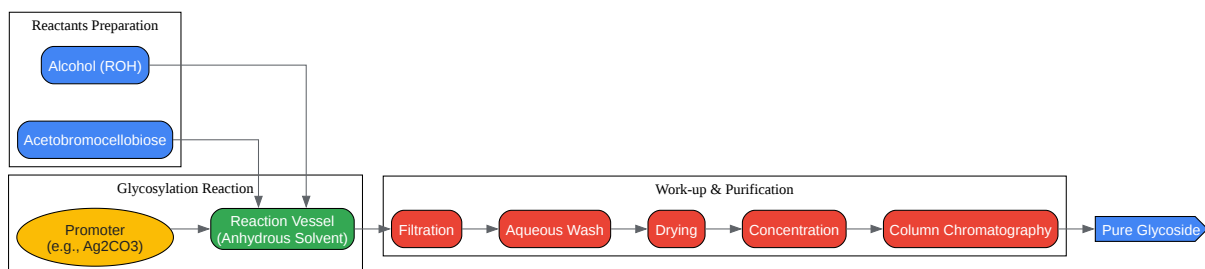 Reactants Preparation
Alcohol (ROH)
Acetobromocellobiose
Glycosylation Reaction
Promoter
(e.g., Ag2CO3)
Reaction Vessel
(Anhydrous Solvent)
Work-up & Purification
Filtration
Aqueous Wash
Drying
Concentration
Column Chromatography
Pure Glycoside